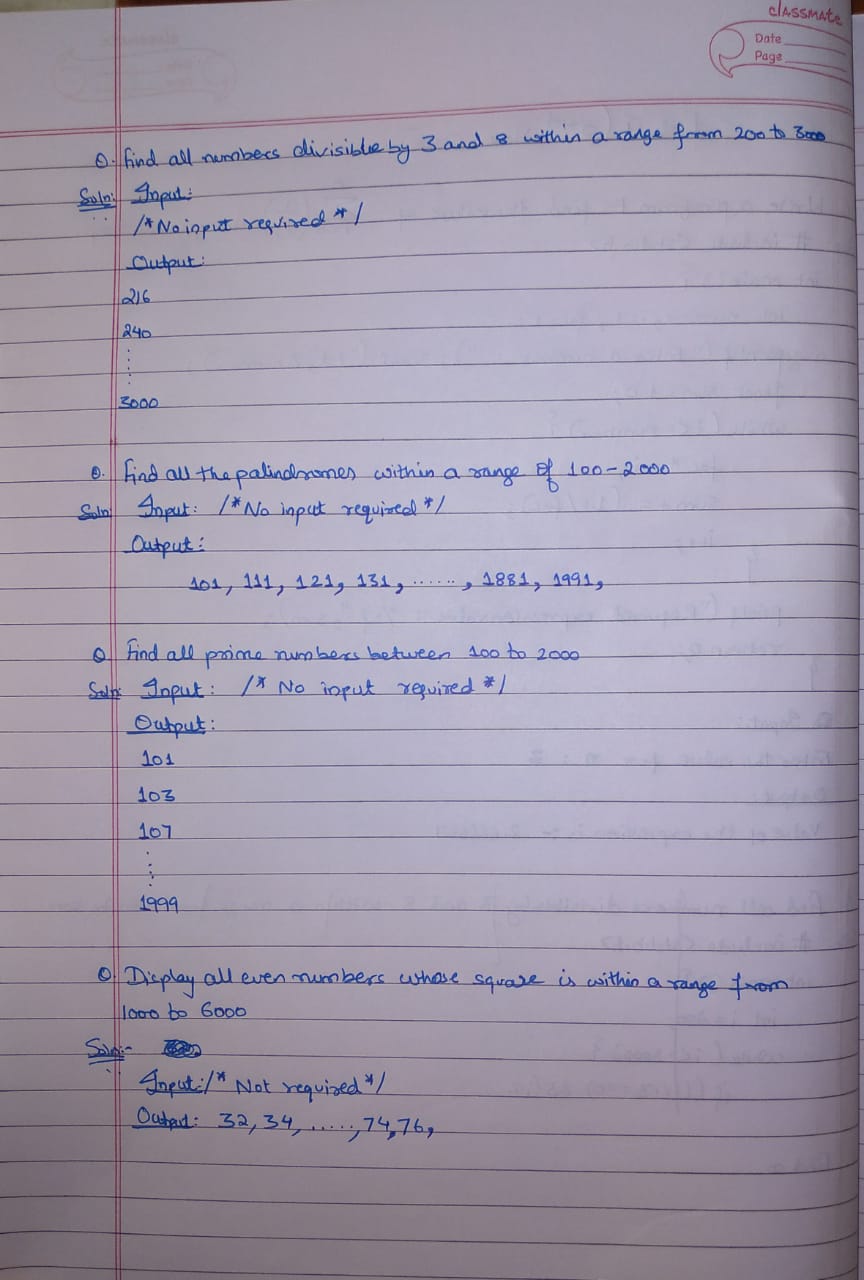 classmate
Date
Page
Q. find all numbers divisible by 3 and 8 within a range from 200 to 3000
Soln: Input:
/*No input required */
Output:
216
240
......
3000
Q. find all the palindromes within a range of 100-2000
Soln: Input: /*No input required */
Output:
101, 111, 121, 131, ......, 1881, 1991,
Q find all prime numbers between 100 to 2000
Soln: Input: /* No input required */
Output:
101
103
107
......
1999
Q. Display all even numbers whose square is within a range from
1000 to 6000
Soln:-
Input:/* Not required */
Output: 32, 34, ......, 74, 76,